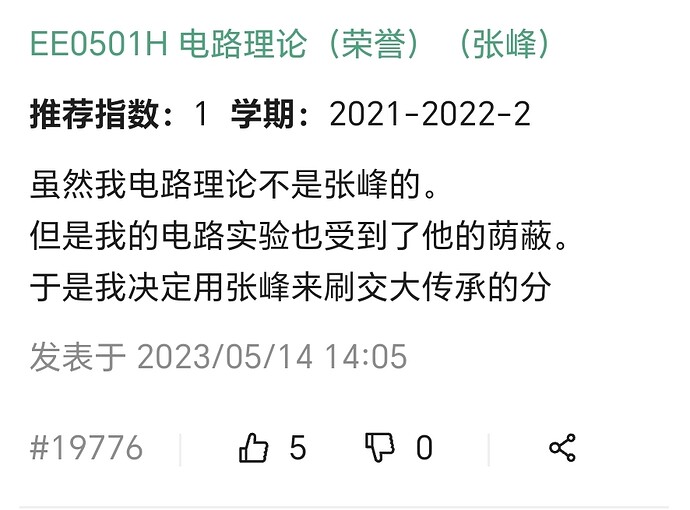 EE0501H 电路理论（荣誉）（张峰）
推荐指数：1 学期：2021-2022-2
虽然我电路理论不是张峰的。
但是我的电路实验也受到了他的荫蔽。
于是我决定用张峰来刷交大传承的分
发表于 2023/05/14 14:05
#19776 5 0